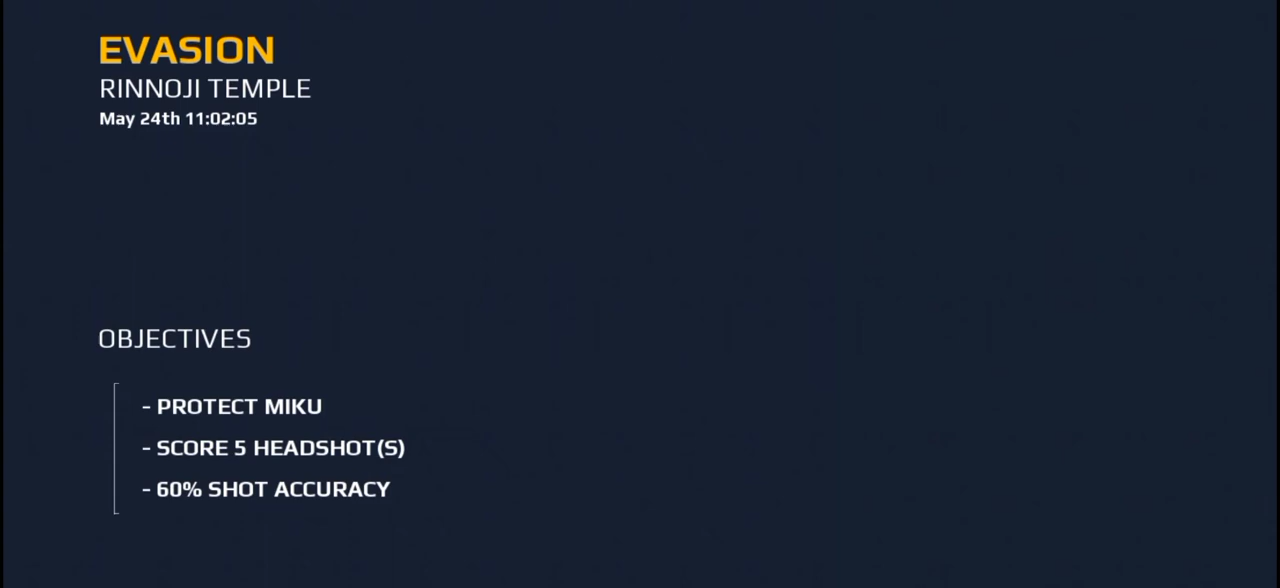 EVASION
RINNOJI TEMPLE
May 24th 11:02:05
OBJECTIVES
- PROTECT MIKU
- SCORE 5 HEADSHOT(S)
- 60% SHOT ACCURACY